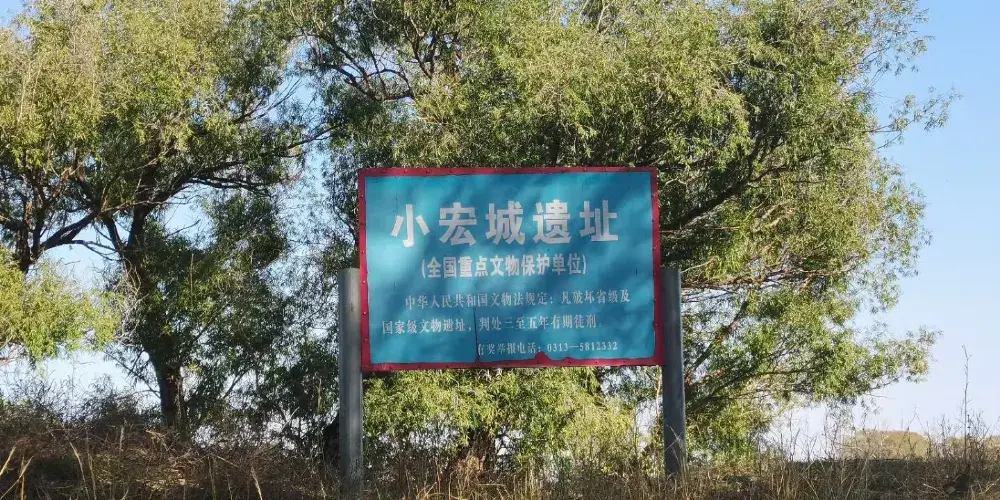 小宏城遗址
(全国重点文物保护单位)
中华人民共和国文物法规定：凡破坏省级及
国家级文物遗址，判处三至五年有期徒刑
有奖举报电话：0313—5812332